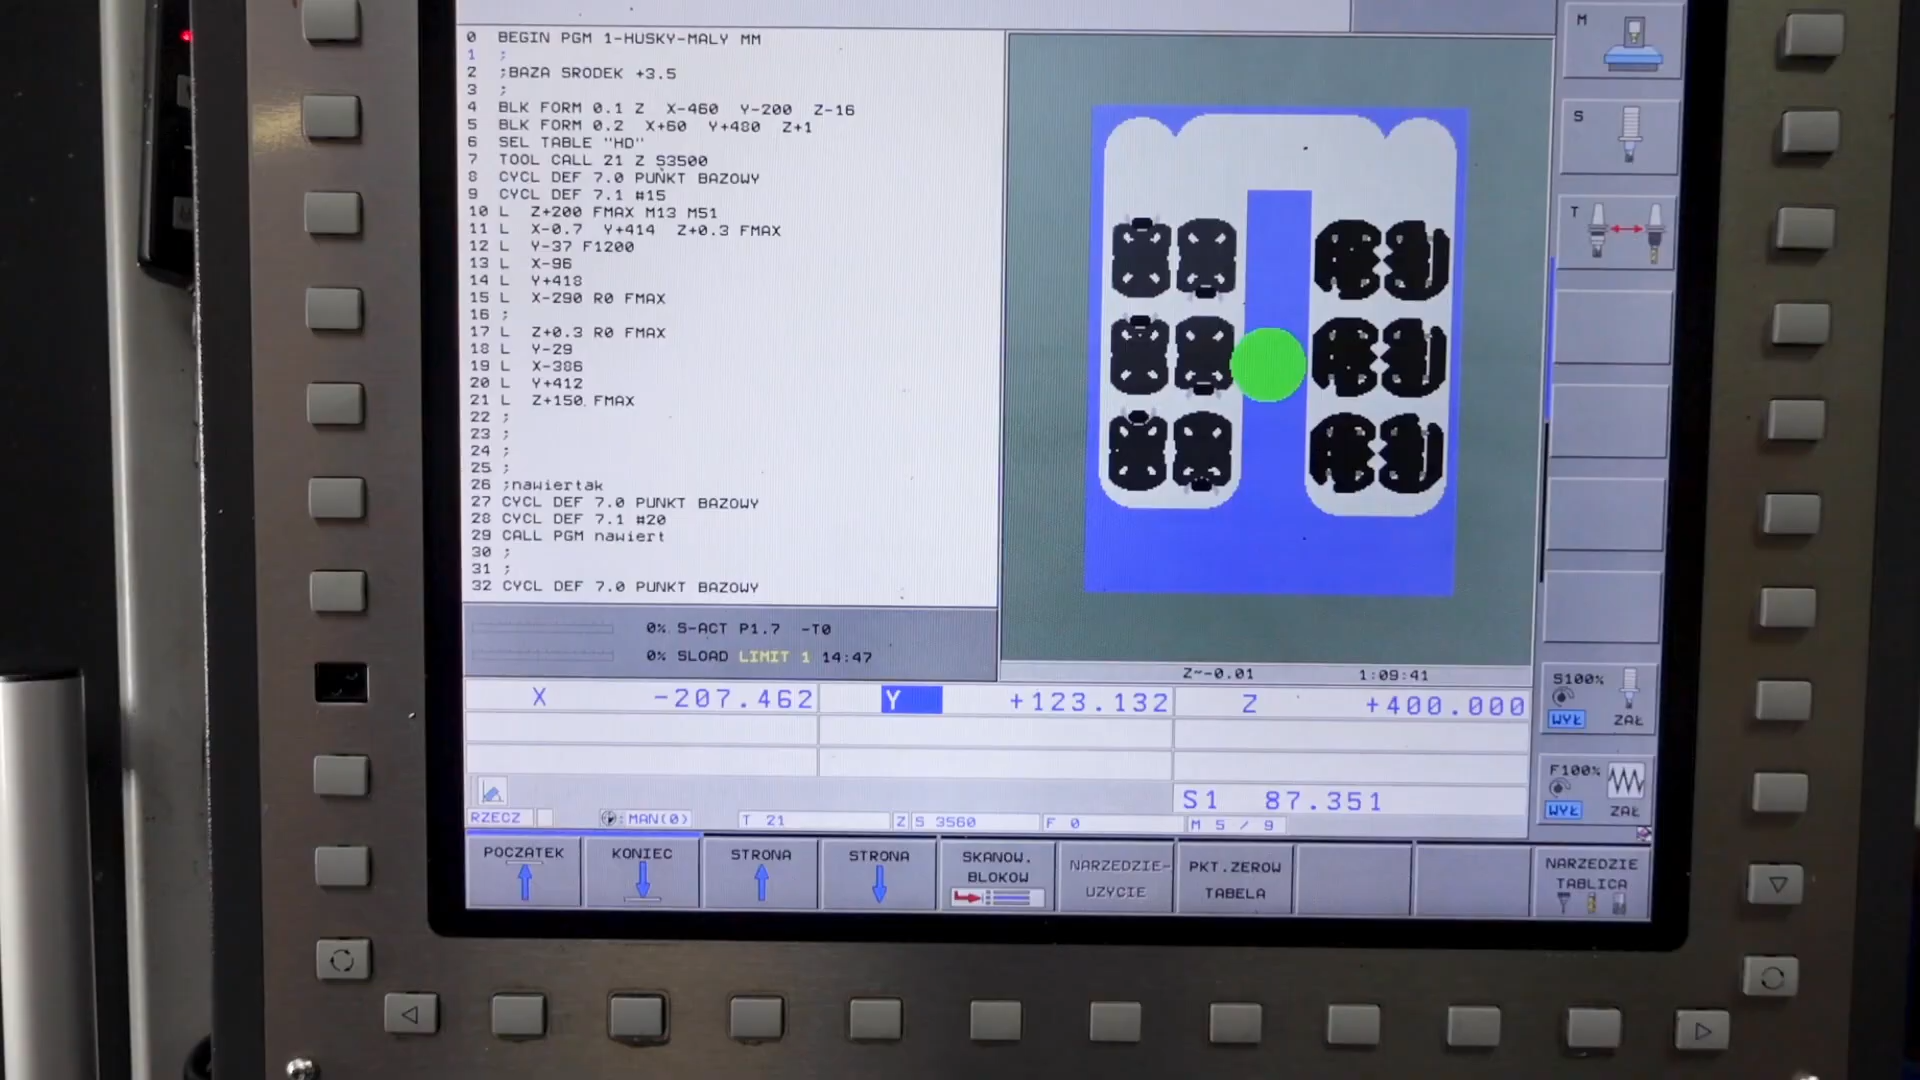 0 BEGIN PGM 1-HUSKY-MALY MM
1 ;
2 ;BAZA SRODEK +3.5
3 ;
4 BLK FORM 0.1 Z X-460 Y-200 Z-16
5 BLK FORM 0.2 X+60 Y+480 Z+1
6 SEL TABLE "HD"
7 TOOL CALL 21 Z S3500
8 CYCL DEF 7.0 PUNKT BAZOWY
9 CYCL DEF 7.1 #15
10 L Z+200 FMAX M13 M51
11 L X-0.7 Y+414 Z+0.3 FMAX
12 L Y-37 F1200
13 L X-96
14 L Y+418
15 L X-290 R0 FMAX
16 ;
17 L Z+0.3 R0 FMAX
18 L Y-29
19 L X-386
20 L Y+412
21 L Z+150 FMAX
22 ;
23 ;
24 ;
25 ;
26 ;nawiertak
27 CYCL DEF 7.0 PUNKT BAZOWY
28 CYCL DEF 7.1 #20
29 CALL PGM nawiert
30 ;
31 ;
32 CYCL DEF 7.0 PUNKT BAZOWY
0% S-ACT P1.7 -T0
0% SLOAD LIMIT 1 14:47
Z~-0.01 1:09:41
X -207.462 Y +123.132 Z +400.000
S1 87.351
RZECZ :MAN(0) T 21 Z S 3560 F 0 M 5 / 9
POCZATEK
KONIEC
STRONA
STRONA
SKANOW. BLOKOW
NARZEDZIE-UZYCIE
PKT.ZEROW TABELA
NARZEDZIE TABLICA
M
S
T
S100%
WYŁ ZAŁ
F100%
WYŁ ZAŁ